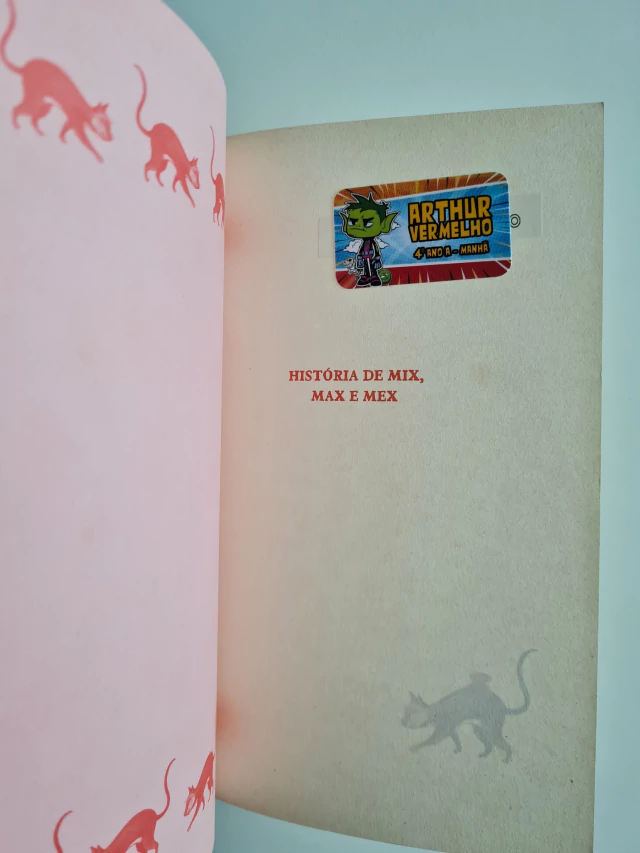 ARTHUR
VERMELHO
4º ANO A - MANHÃ
O
HISTÓRIA DE MIX,
MAX E MEX